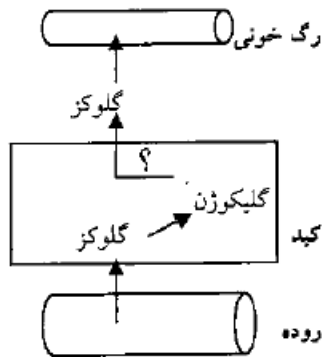 رگ خونی
گلوکز
؟
گلیکوژن
گلوکز
کبد
روده